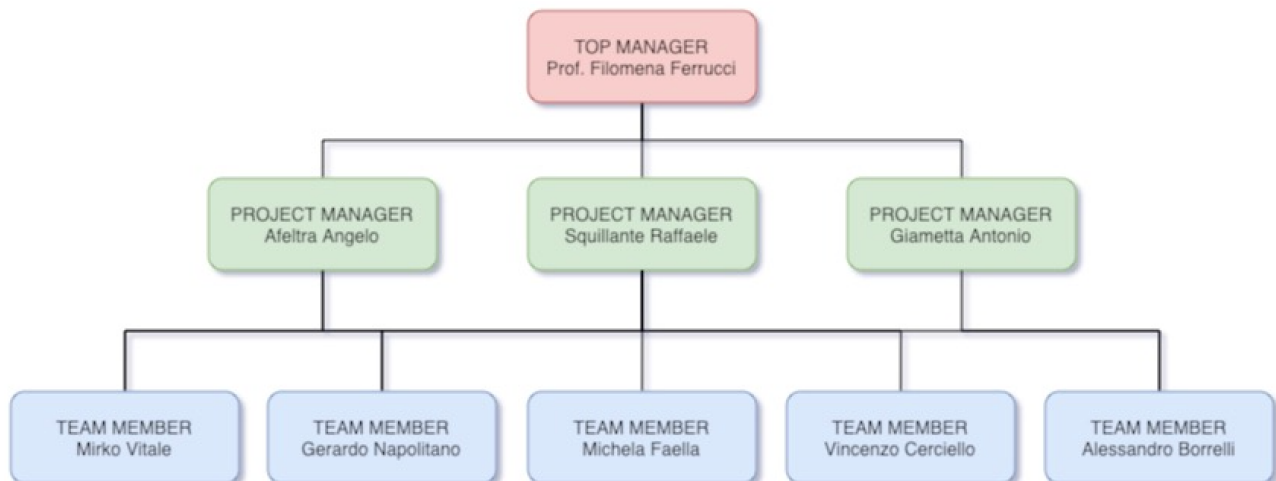 TOP MANAGER
Prof. Filomena Ferrucci
PROJECT MANAGER
Afeltra Angelo
PROJECT MANAGER
Squillante Raffaele
PROJECT MANAGER
Giametta Antonio
TEAM MEMBER
Mirko Vitale
TEAM MEMBER
Gerardo Napolitano
TEAM MEMBER
Michela Faella
TEAM MEMBER
Vincenzo Cerciello
TEAM MEMBER
Alessandro Borrelli